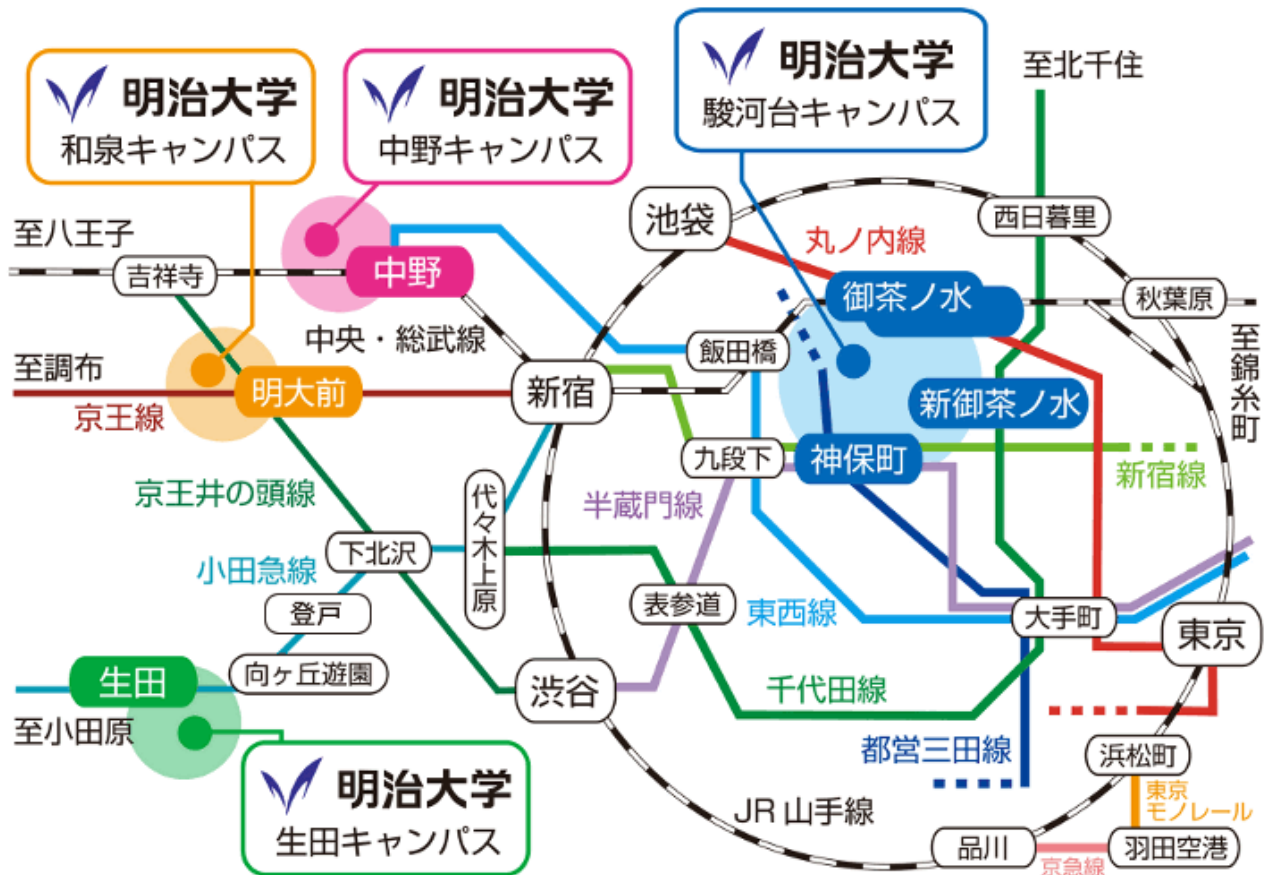 明治大学
和泉キャンパス
明治大学
中野キャンパス
明治大学
駿河台キャンパス
至北千住
至八王子
吉祥寺
中野
池袋
丸ノ内線
西日暮里
御茶ノ水
秋葉原
中央・総武線
飯田橋
至錦糸町
至調布
京王線
明大前
新宿
新御茶ノ水
九段下
神保町
新宿線
京王井の頭線
代々木上原
半蔵門線
下北沢
小田急線
登戸
表参道
東西線
大手町
東京
向ヶ丘遊園
生田
渋谷
千代田線
至小田原
都営三田線
浜松町
明治大学
生田キャンパス
JR 山手線
東京
モノレール
品川
京急線
羽田空港